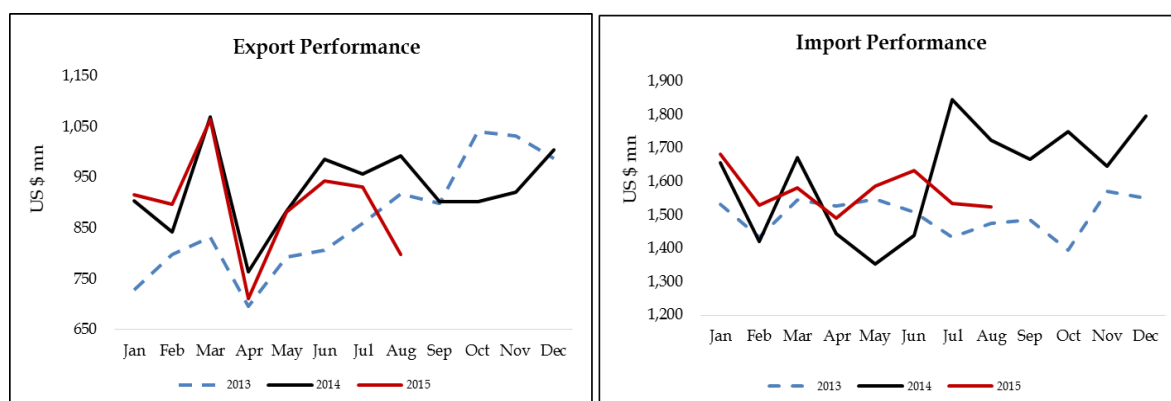 Export Performance
1,150
1,050
950
850
750
650
US $ mn
Jan Feb Mar Apr May Jun Jul Aug Sep Oct Nov Dec
2013 2014 2015
Import Performance
1,900
1,800
1,700
1,600
1,500
1,400
1,300
1,200
US $ mn
Jan Feb Mar Apr May Jun Jul Aug Sep Oct Nov Dec
2013 2014 2015